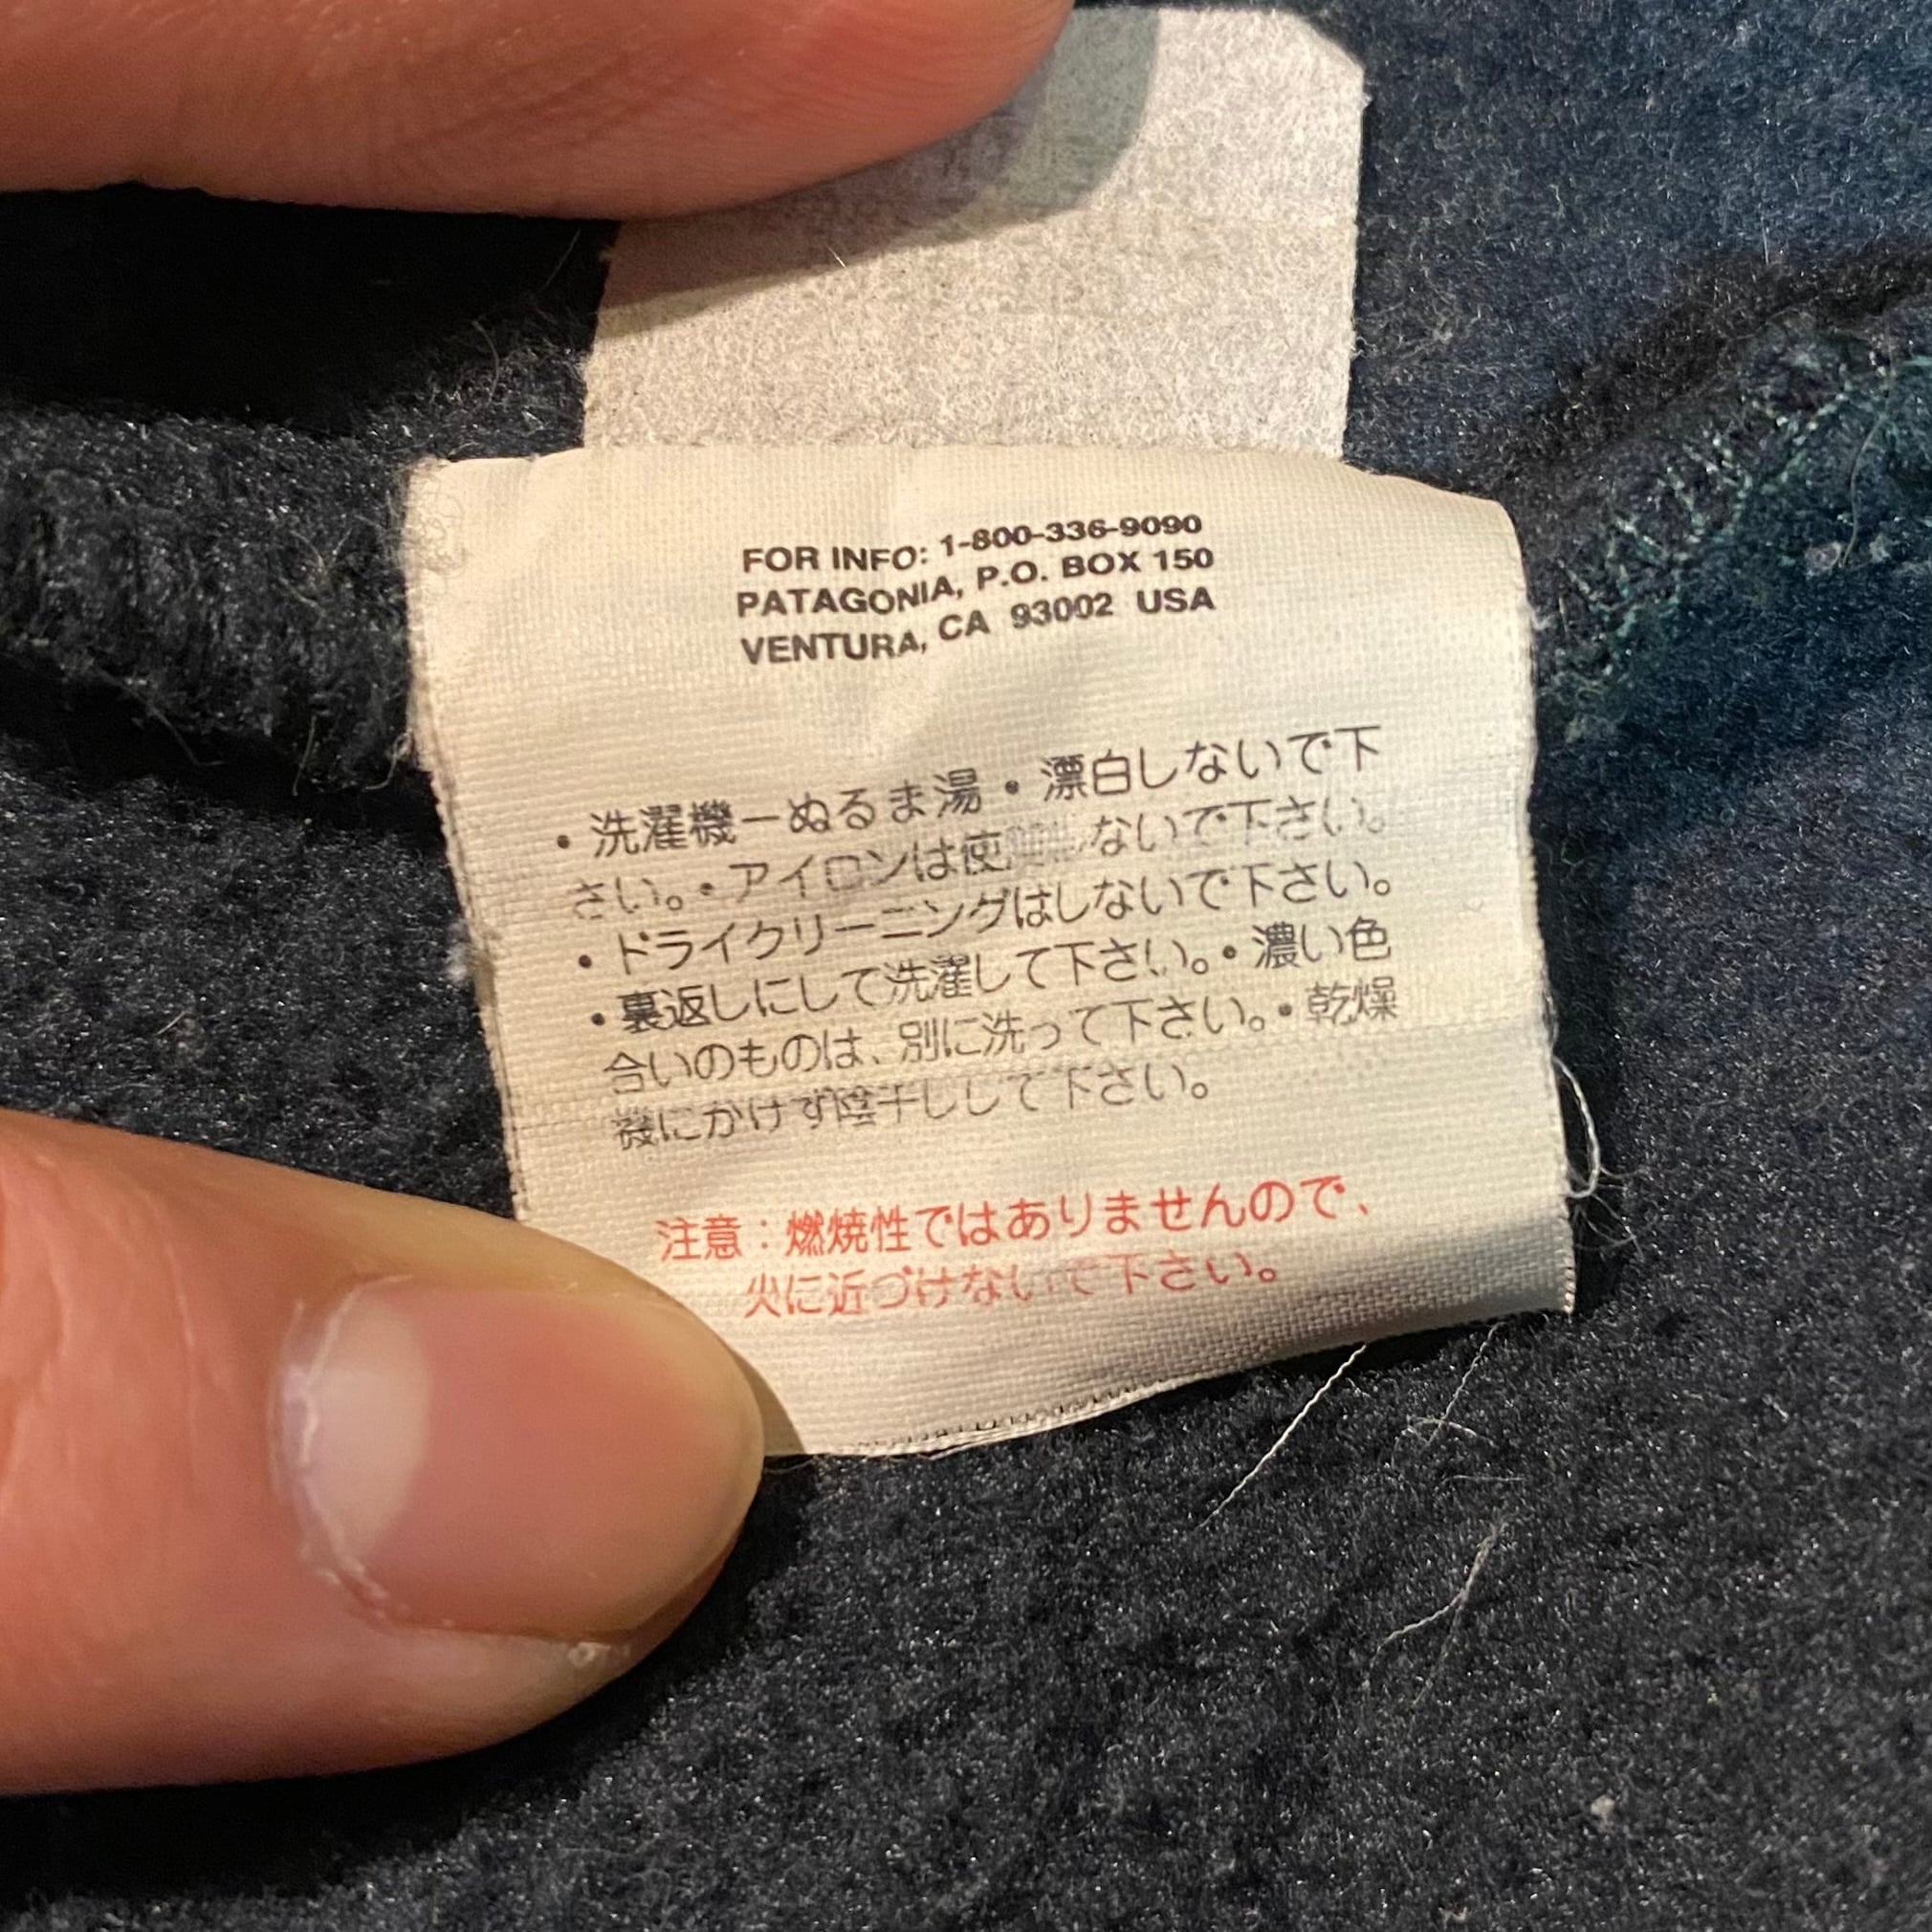 FOR INFO: 1-800-336-9090
PATAGONIA, P.O. BOX 150
VENTURA, CA 93002 USA
・洗濯機ーぬるま湯・漂白しないで下
さい。・アイロンは使 ないで下さい。
・ドライクリーニングはしないで下さい。
・裏返しにして洗濯して下さい。・濃い色
合いのものは、別に洗って下さい。・乾燥
機にかけず陰干しして下さい。
注意：燃焼性ではありませんので、
火に近づけないで下さい。